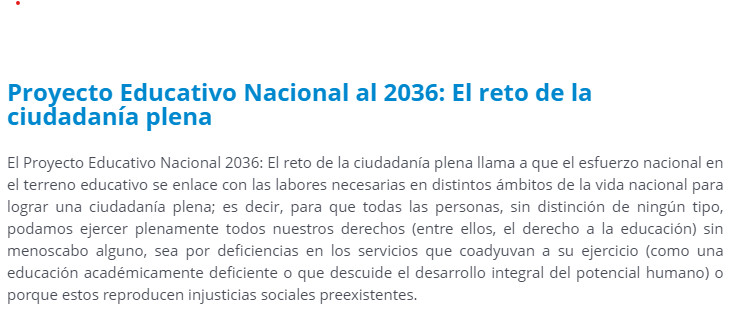 Proyecto Educativo Nacional al 2036: El reto de la
ciudadanía plena
El Proyecto Educativo Nacional 2036: El reto de la ciudadanía plena llama a que el esfuerzo nacional en
el terreno educativo se enlace con las labores necesarias en distintos ámbitos de la vida nacional para
lograr una ciudadanía plena; es decir, para que todas las personas, sin distinción de ningún tipo,
podamos ejercer plenamente todos nuestros derechos (entre ellos, el derecho a la educación) sin
menoscabo alguno, sea por deficiencias en los servicios que coadyuvan a su ejercicio (como una
educación académicamente deficiente o que descuide el desarrollo integral del potencial humano) o
porque estos reproducen injusticias sociales preexistentes.